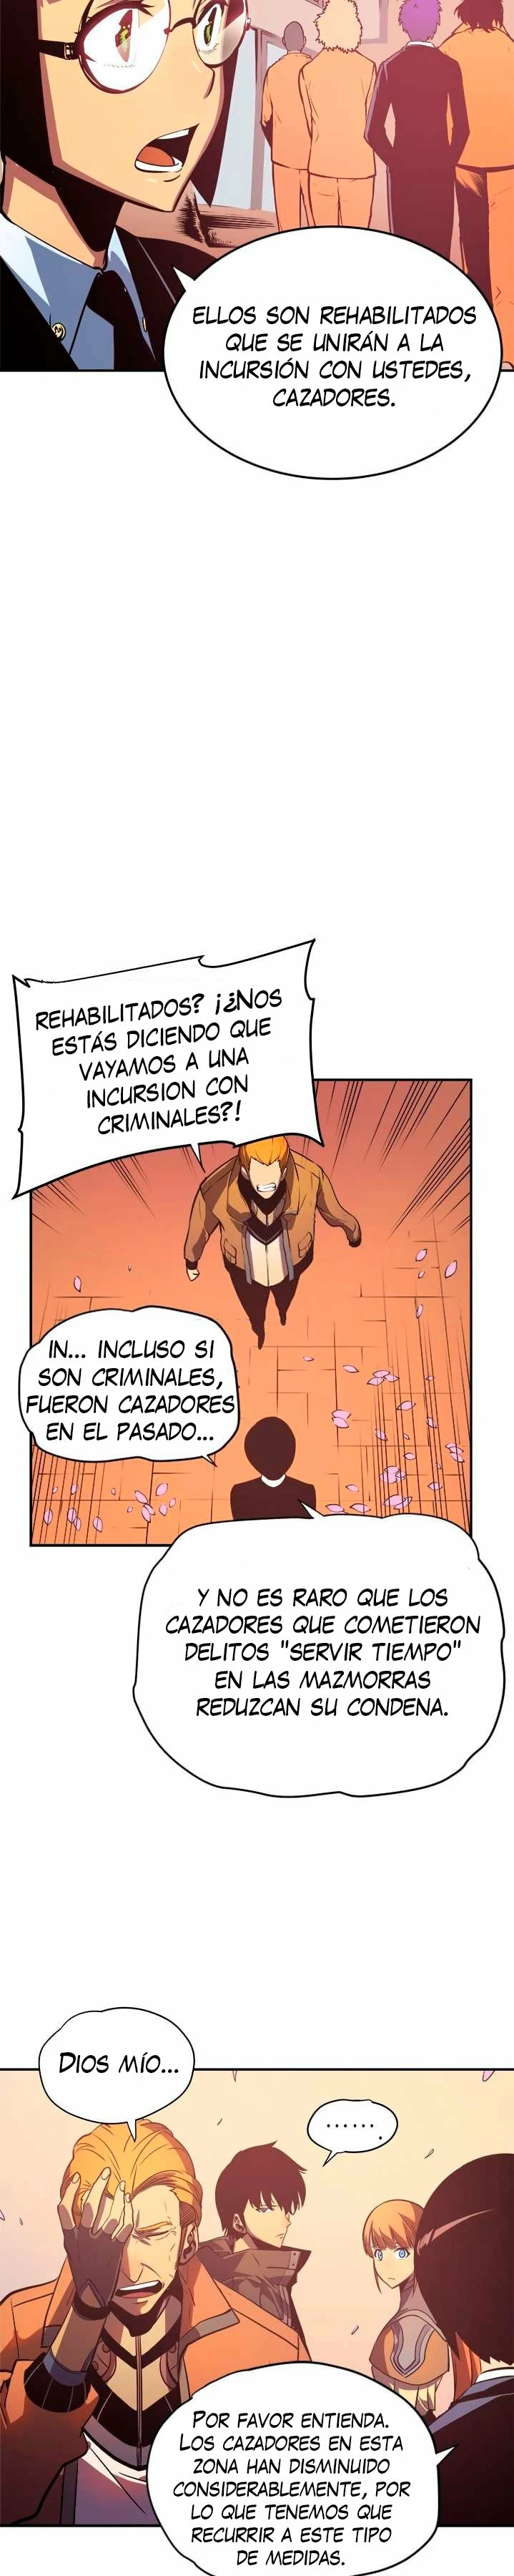 ELLOS SON REHABILITADOS
QUE SE UNIRÁN A LA
INCURSIÓN CON USTEDES,
CAZADORES.
REHABILITADOS? ¡¿NOS
ESTÁS DICIENDO QUE
VAYAMOS A UNA
INCURSION CON
CRIMINALES?!
IN... INCLUSO SI
SON CRIMINALES,
FUERON CAZADORES
EN EL PASADO...
Y NO ES RARO QUE LOS
CAZADORES QUE COMETIERON
DELITOS "SERVIR TIEMPO"
EN LAS MAZMORRAS
REDUZCAN SU CONDENA.
DIOS MÍO...
.......
POR FAVOR ENTIENDA.
LOS CAZADORES EN ESTA
ZONA HAN DISMINUIDO
CONSIDERABLEMENTE, POR
LO QUE TENEMOS QUE
RECURRIR A ESTE TIPO
DE MEDIDAS.